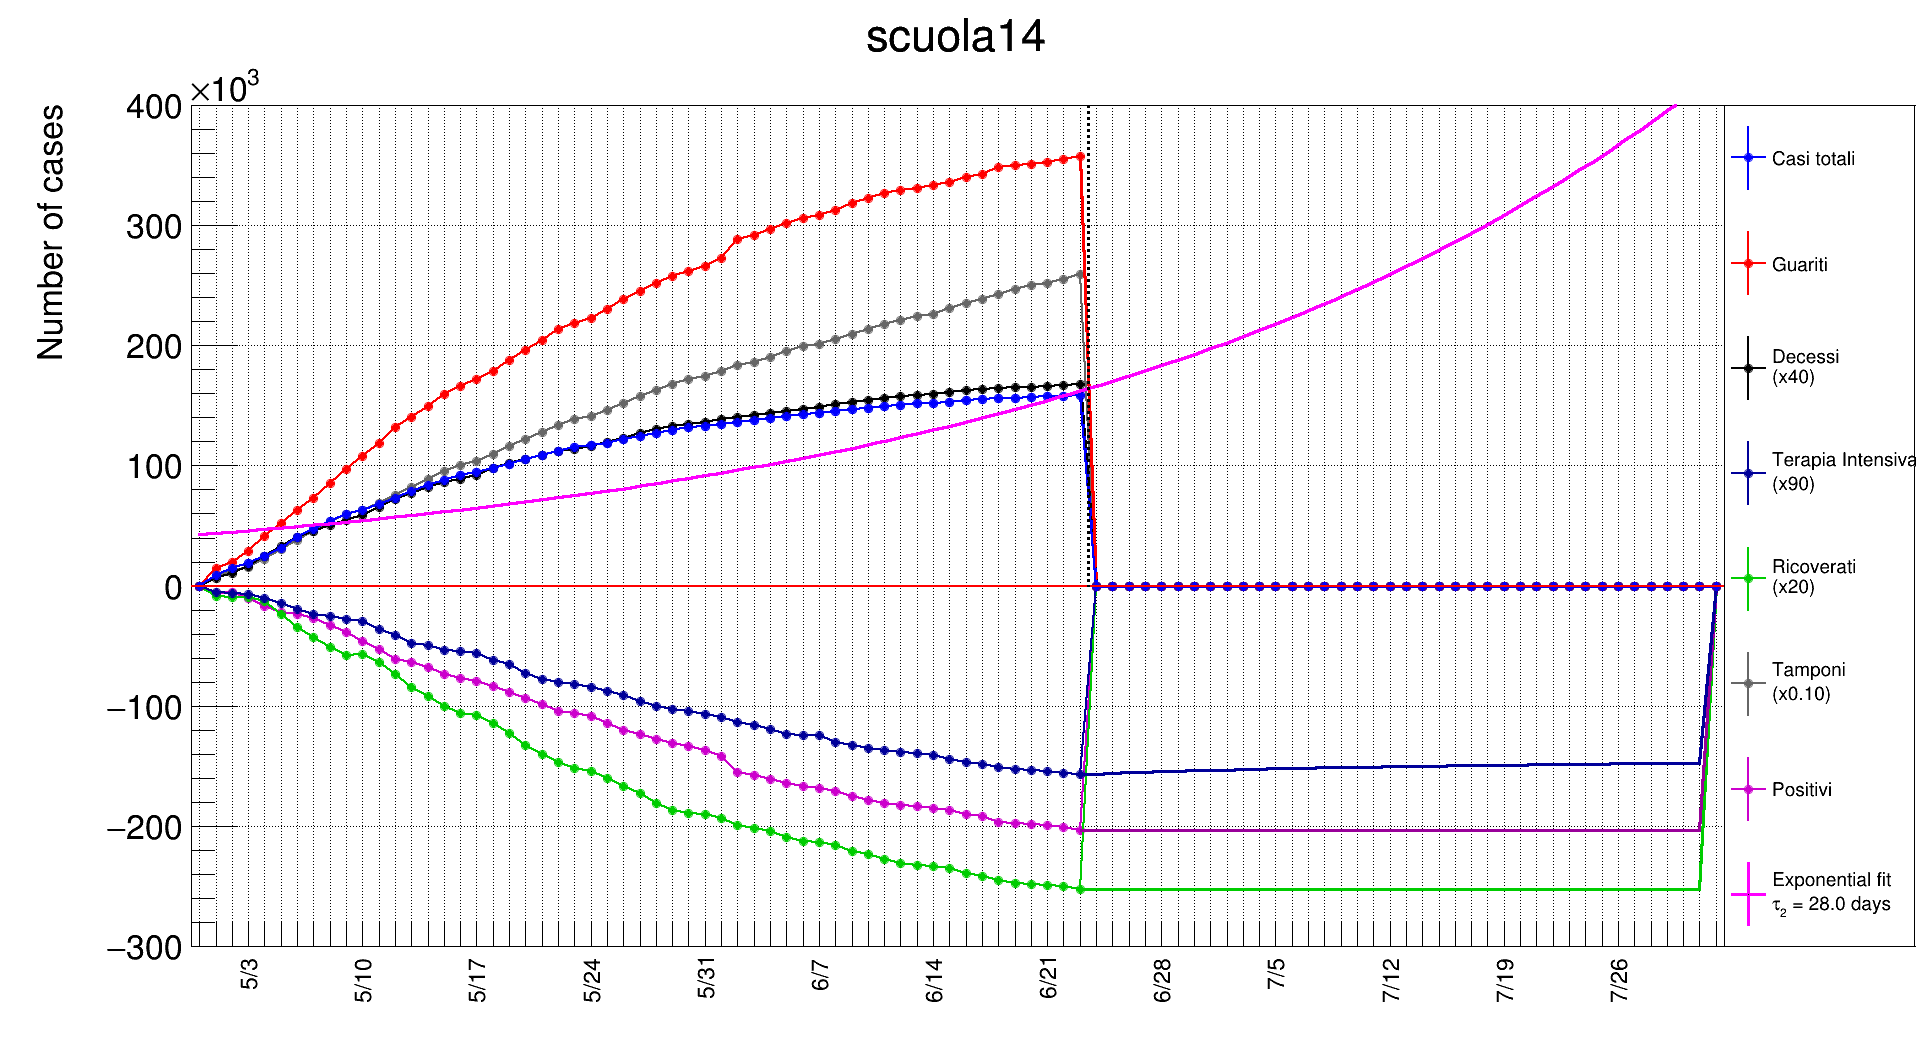 scuola14
×10³
Number of cases
400
300
200
100
0
−100
−200
−300
5/3
5/10
5/17
5/24
5/31
6/7
6/14
6/21
6/28
7/5
7/12
7/19
7/26
Casi totali
Guariti
Decessi
(x40)
Terapia Intensiva
(x90)
Ricoverati
(x20)
Tamponi
(x0.10)
Positivi
Exponential fit
τ₂ = 28.0 days